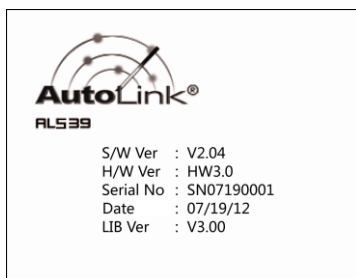 AutoLink®
AL539
S/W Ver : V2.04
H/W Ver : HW3.0
Serial No : SN07190001
Date : 07/19/12
LIB Ver : V3.00